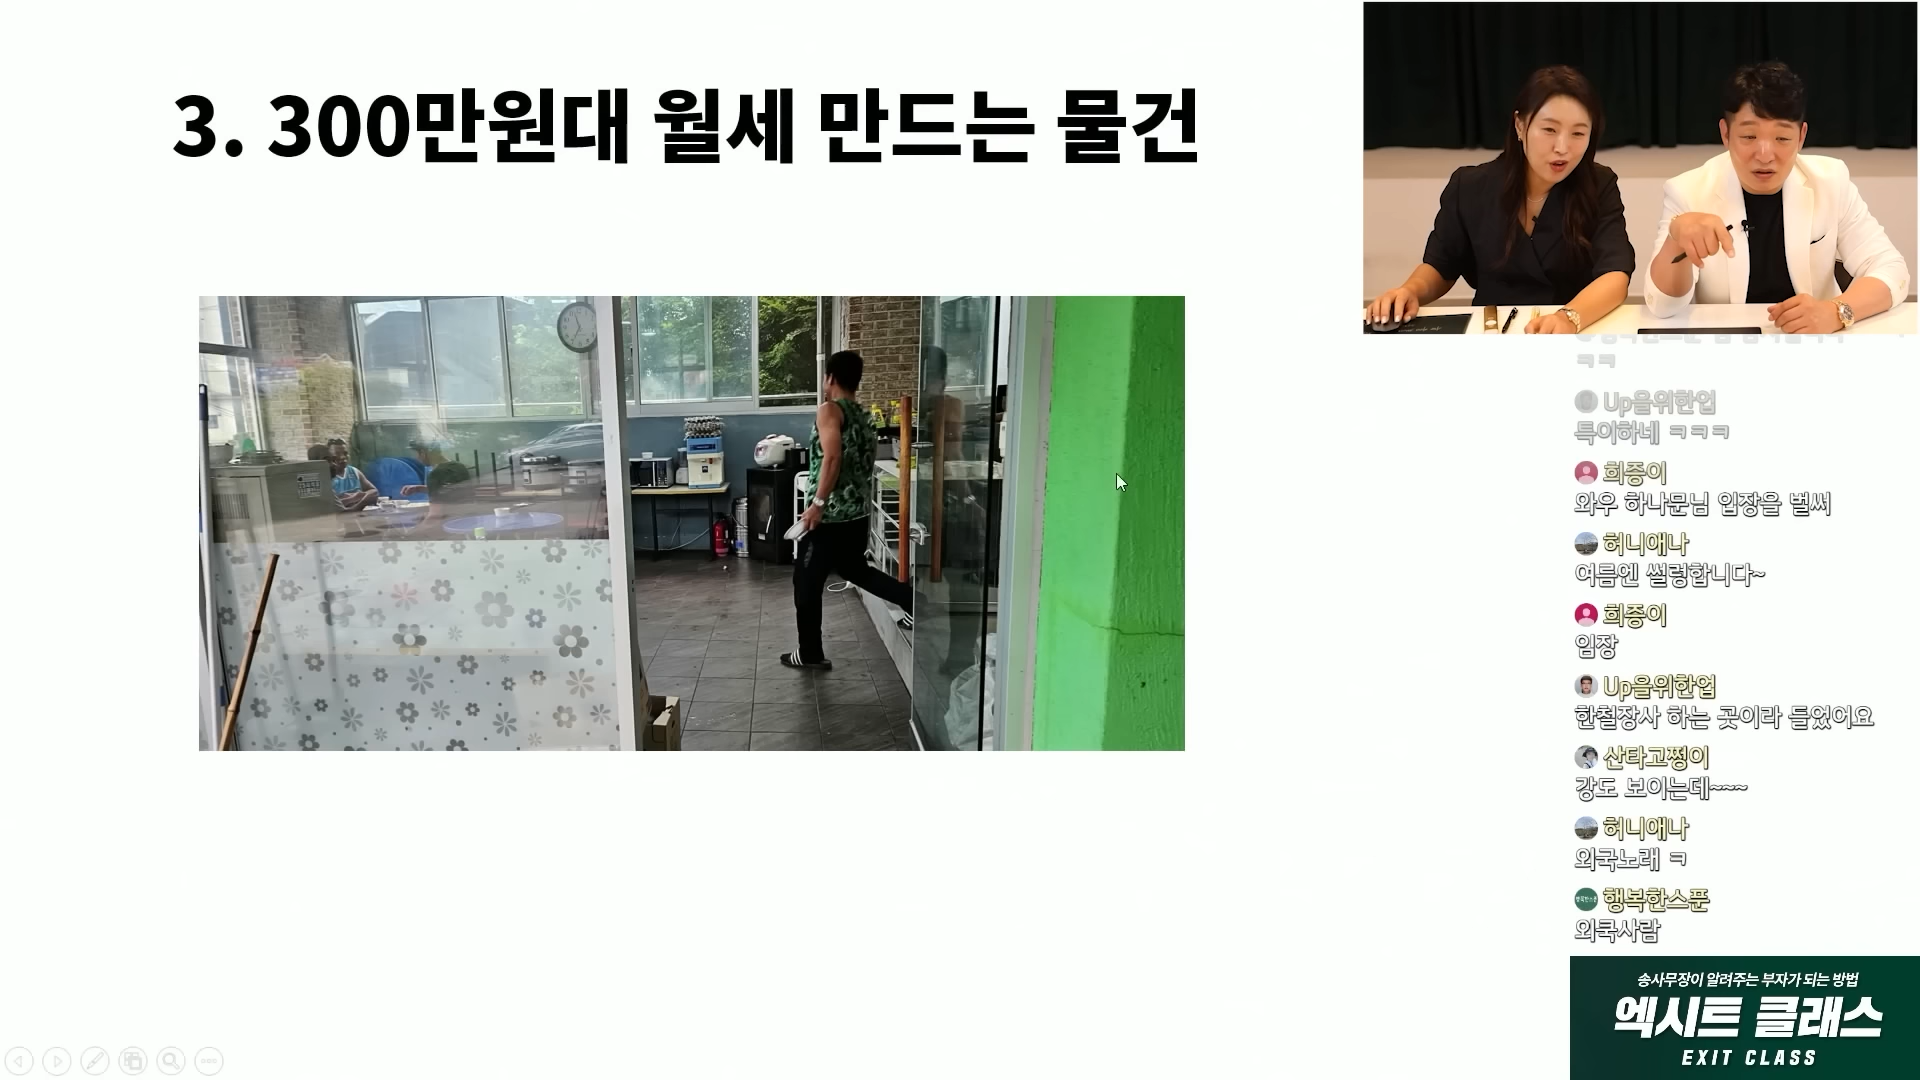 3. 300만원대 월세 만드는 물건
ㅋㅋ
Up을위한업
특이하네 ㅋㅋㅋ
희증이
와우 하나문님 입장을 벌써
허니애나
여름엔 썰렁합니다~
희증이
임장
Up을위한업
한철장사 하는 곳이라 들었어요
산타고쩡이
강도 보이는데~~~
허니애나
외국노래 ㅋ
행복한스푼
외쿡사람
송사무장이 알려주는 부자가 되는 방법
엑시트 클래스
EXIT CLASS